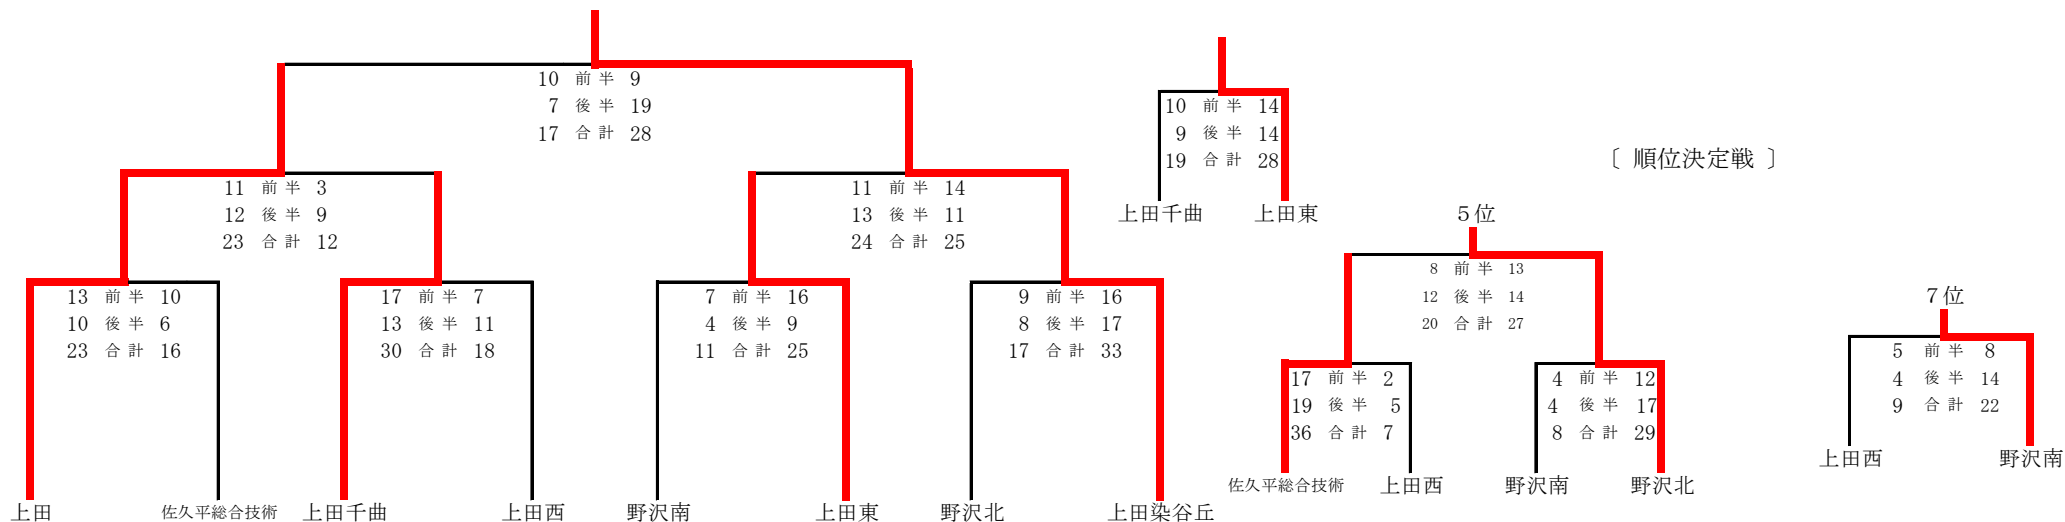 10 前半 9
7 後半 19
17 合計 28
10 前半 14
9 後半 14
19 合計 28
上田千曲 上田東
〔 順位決定戦 〕
11 前半 3
12 後半 9
23 合計 12
11 前半 14
13 後半 11
24 合計 25
13 前半 10
10 後半 6
23 合計 16
17 前半 7
13 後半 11
30 合計 18
7 前半 16
4 後半 9
11 合計 25
9 前半 16
8 後半 17
17 合計 33
上田 佐久平総合技術 上田千曲 上田西 野沢南 上田東 野沢北 上田染谷丘
5位
8 前半 13
12 後半 14
20 合計 27
17 前半 2
19 後半 5
36 合計 7
4 前半 12
4 後半 17
8 合計 29
佐久平総合技術 上田西 野沢南 野沢北
7位
5 前半 8
4 後半 14
9 合計 22
上田西 野沢南